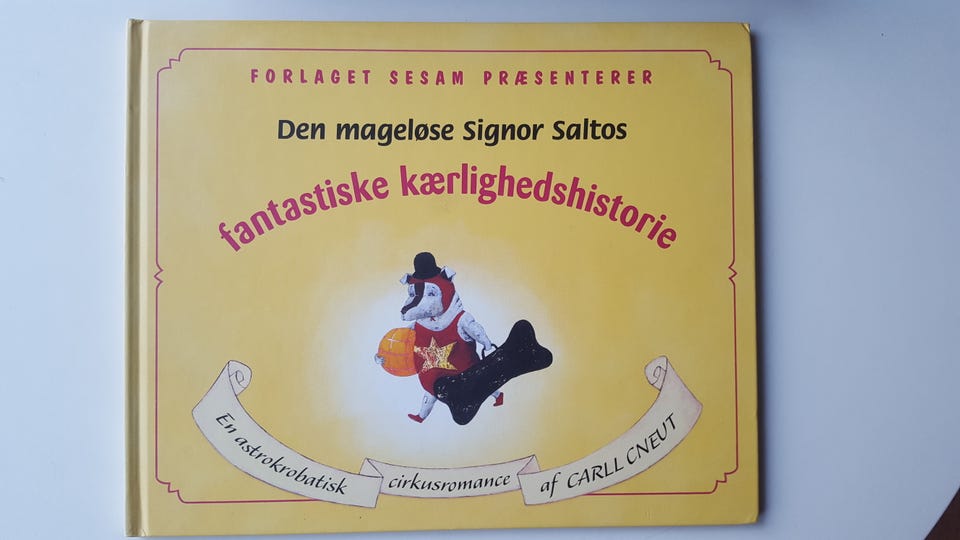 FORLAGET SESAM PRÆSENTERER
Den mageløse Signor Saltos
fantastiske kærlighedshistorie
En astrokrobatisk cirkusromance af CARLL CNEUT